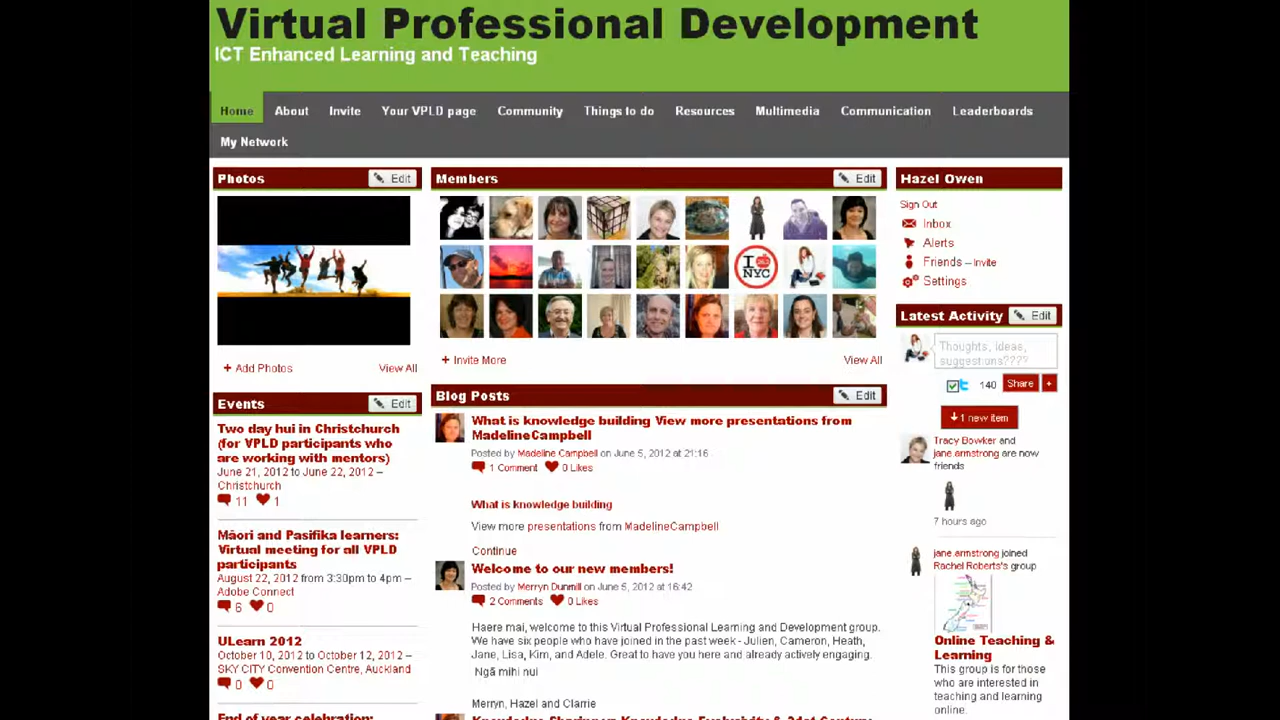 Virtual Professional Development
ICT Enhanced Learning and Teaching
Home About Invite Your VPLD page Community Things to do Resources Multimedia Communication Leaderboards
My Network
Photos Edit
+ Add Photos View All
Events Edit
Two day hui in Christchurch
(for VPLD participants who
are working with mentors)
June 21, 2012 to June 22, 2012 –
Christchurch
11 1
Māori and Pasifika learners:
Virtual meeting for all VPLD
participants
August 22, 2012 from 3:30pm to 4pm –
Adobe Connect
6 0
ULearn 2012
October 10, 2012 to October 12, 2012 –
SKY CITY Convention Centre, Auckland
0 0
End of year celebration:
Members Edit
I NYC
+ Invite More View All
Blog Posts Edit
What is knowledge building View more presentations from
MadelineCampbell
Posted by Madeline Campbell on June 5, 2012 at 21:16
1 Comment 0 Likes
What is knowledge building
View more presentations from MadelineCampbell
Continue
Welcome to our new members!
Posted by Merryn Dunmill on June 5, 2012 at 16:42
2 Comments 0 Likes
Haere mai, welcome to this Virtual Professional Learning and Development group.
We have six people who have joined in the past week - Julien, Cameron, Heath,
Jane, Lisa, Kim, and Adele. Great to have you here and already actively engaging.
Ngā mihi nui
Merryn, Hazel and Clarrie
Hazel Owen
Sign Out
Inbox
Alerts
Friends – Invite
Settings
Latest Activity Edit
Thoughts, ideas,
suggestions????
140 Share +
1 new item
Tracy Bowker and
jane.armstrong are now
friends
7 hours ago
jane.armstrong joined
Rachel Roberts's group
Online Teaching &
Learning
This group is for those
who are interested in
teaching and learning
online.